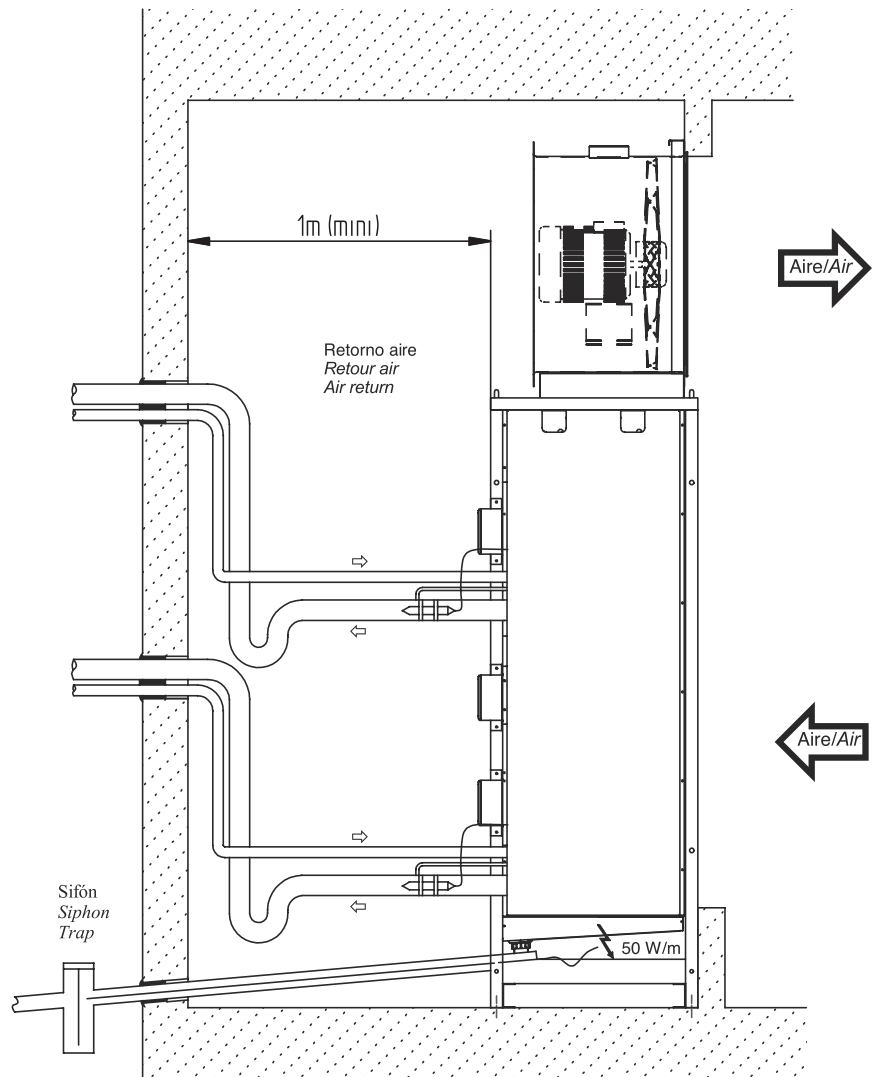 1m (mini)
Aire/Air
Retorno aire
Retour air
Air return
Aire/Air
Sifón
Siphon
Trap
50 W/m